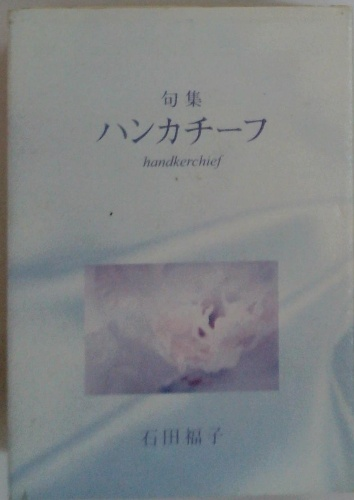 句集
ハンカチーフ
handkerchief
石田福子